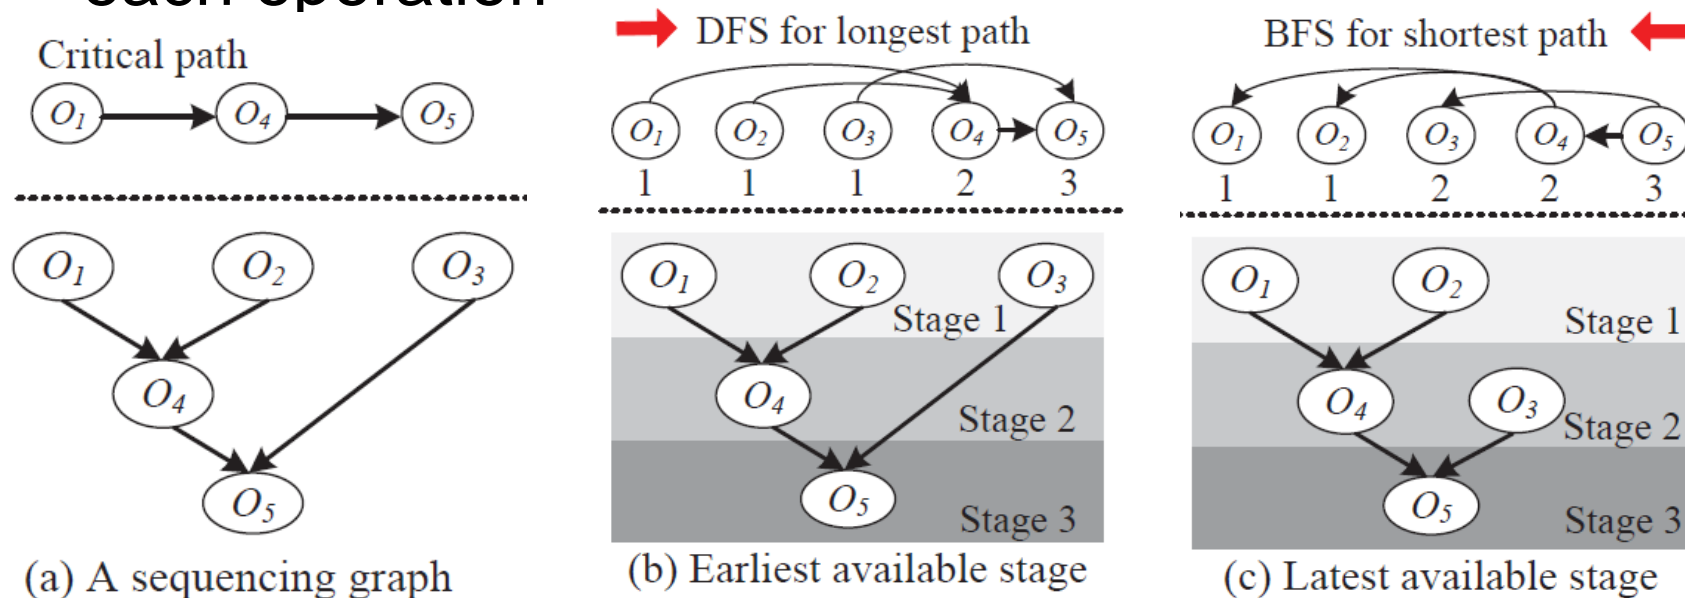 each operation
Critical path
O1 O4 O5
O1 O2 O3
O4
O5
(a) A sequencing graph
DFS for longest path
O1 O2 O3 O4 O5
1 1 1 2 3
O1 O2 O3
Stage 1
O4
Stage 2
O5
Stage 3
(b) Earliest available stage
BFS for shortest path
O1 O2 O3 O4 O5
1 1 2 2 3
O1 O2
Stage 1
O4 O3
Stage 2
O5
Stage 3
(c) Latest available stage